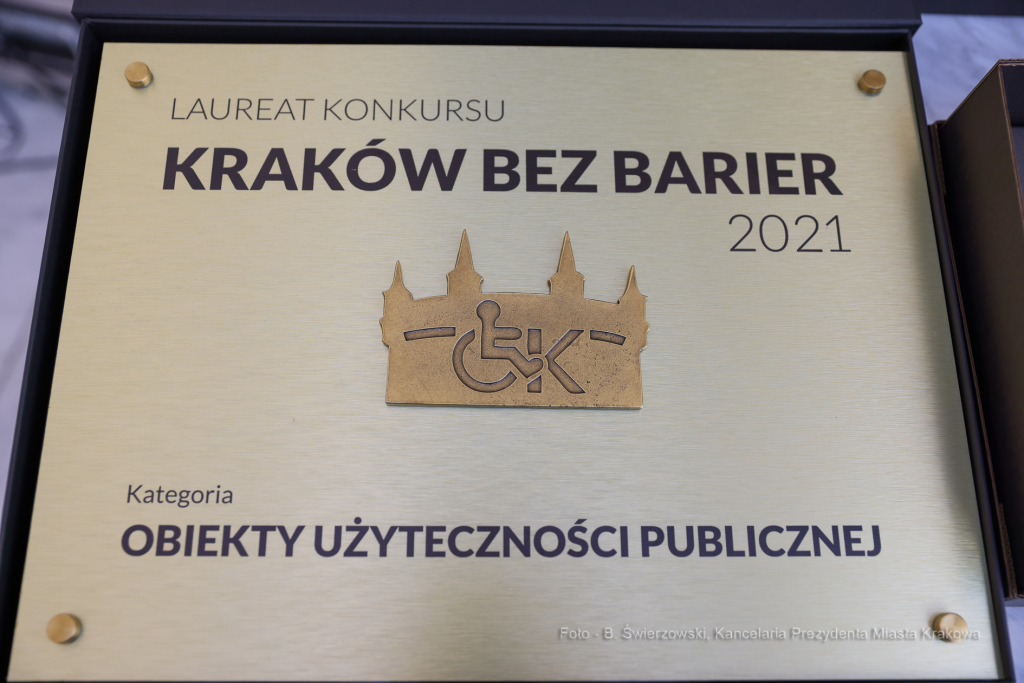 LAUREAT KONKURSU
KRAKÓW BEZ BARIER
2021
K
Kategoria
OBIEKTY UŻYTECZNOŚCI PUBLICZNEJ
Foto - B. Świerzowski, Kancelaria Prezydenta Miasta Krakowa